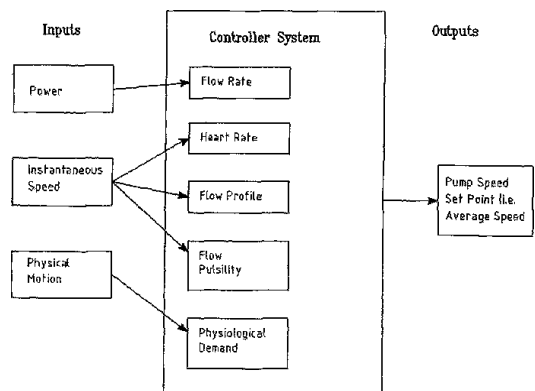 Inputs
Controller System
Outputs
Power
Flow Rate
Heart Rate
Instantaneous
Speed
Flow Profile
Pump Speed
Set Point (i.e.
Average Speed
Physical
Motion
Flow
Pulsility
Physiological
Demand